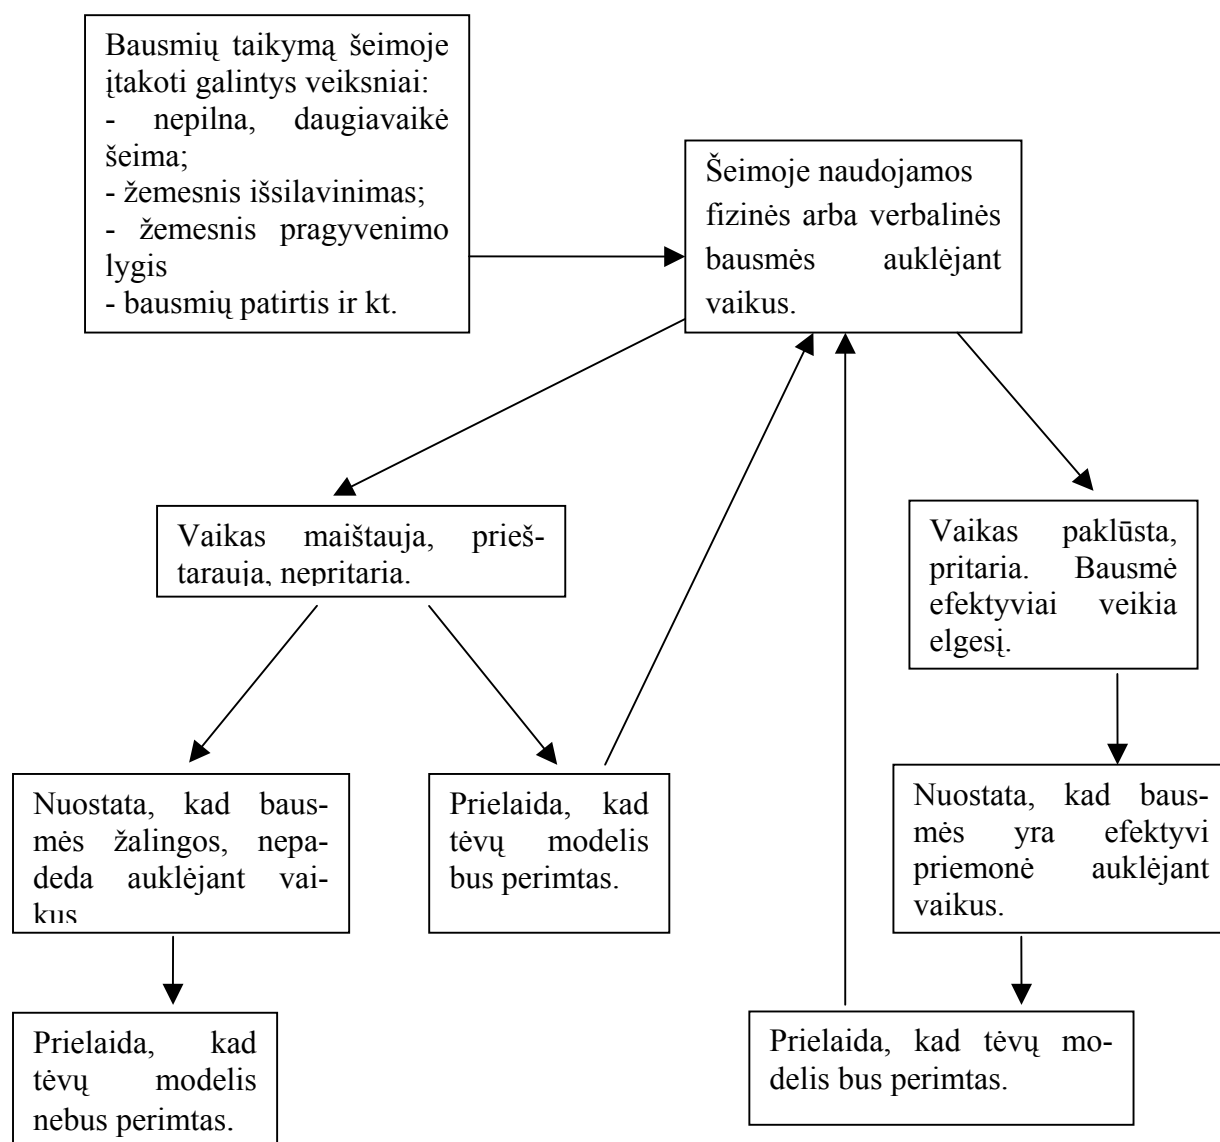 Bausmių taikymą šeimoje
įtakoti galintys veiksniai:
- nepilna, daugiavaikė
šeima;
- žemesnis išsilavinimas;
- žemesnis pragyvenimo
lygis
- bausmių patirtis ir kt.
Šeimoje naudojamos
fizinės arba verbalinės
bausmės auklėjant
vaikus.
Vaikas maištauja, prieš-
tarauja, nepritaria.
Vaikas paklūsta,
pritaria. Bausmė
efektyviai veikia
elgesį.
Nuostata, kad baus-
mės žalingos, nepa-
deda auklėjant vai-
kus
Prielaida, kad
tėvų modelis
bus perimtas.
Nuostata, kad baus-
mės yra efektyvi
priemonė auklėjant
vaikus.
Prielaida, kad
tėvų modelis
nebus perimtas.
Prielaida, kad tėvų mo-
delis bus perimtas.